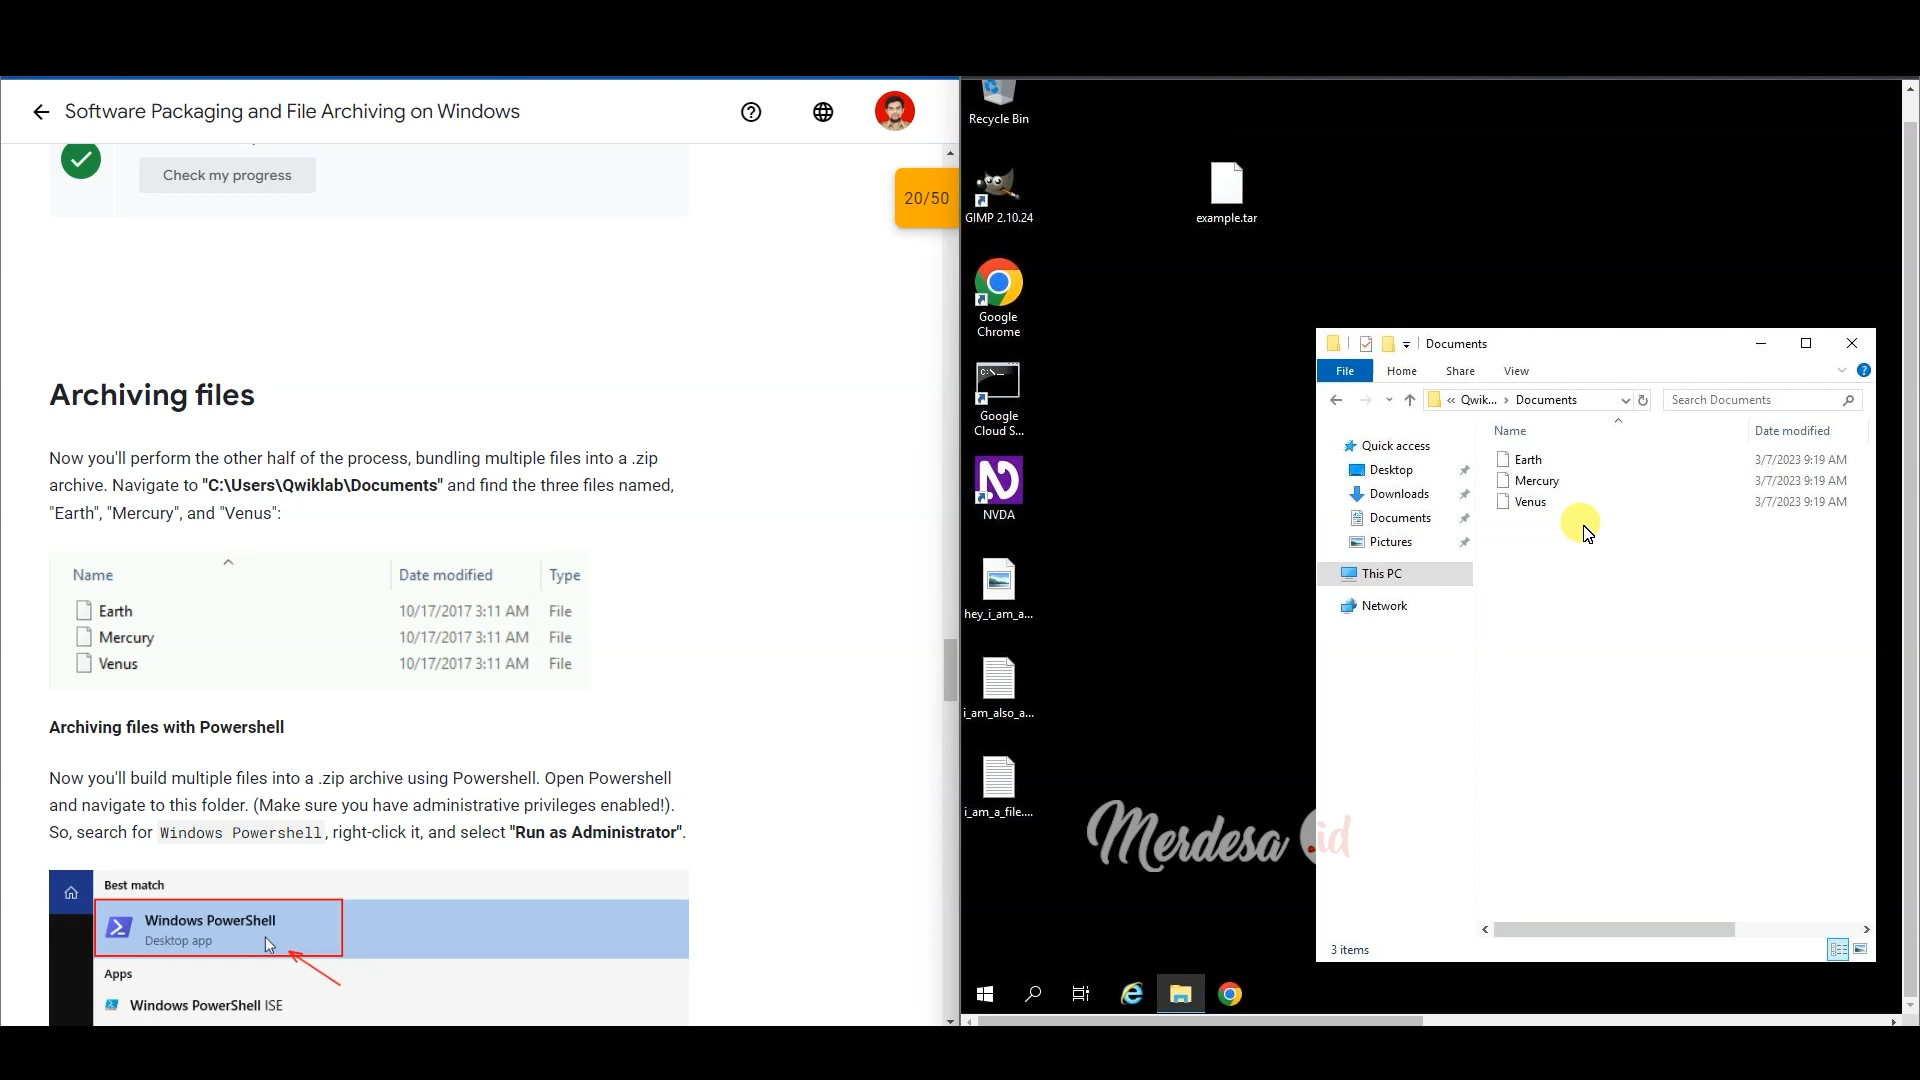 Software Packaging and File Archiving on Windows
Check my progress
20/50
Archiving files
Now you'll perform the other half of the process, bundling multiple files into a .zip
archive. Navigate to "C:\Users\Qwiklab\Documents" and find the three files named,
"Earth", "Mercury", and "Venus":
Name Date modified Type
Earth 10/17/2017 3:11 AM File
Mercury 10/17/2017 3:11 AM File
Venus 10/17/2017 3:11 AM File
Archiving files with Powershell
Now you'll build multiple files into a .zip archive using Powershell. Open Powershell
and navigate to this folder. (Make sure you have administrative privileges enabled!).
So, search for Windows Powershell, right-click it, and select "Run as Administrator".
Best match
Windows PowerShell
Desktop app
Apps
Windows PowerShell ISE
Recycle Bin
example.tar
GIMP 2.10.24
Google
Chrome
Google
Cloud S...
NVDA
hey_i_am_a...
i_am_also_a...
i_am_a_file....
Merdesa.id
Documents
File Home Share View
« Qwik... › Documents
Search Documents
Name Date modified
Quick access
Desktop
Downloads
Documents
Pictures
This PC
Network
Earth 3/7/2023 9:19 AM
Mercury 3/7/2023 9:19 AM
Venus 3/7/2023 9:19 AM
3 items